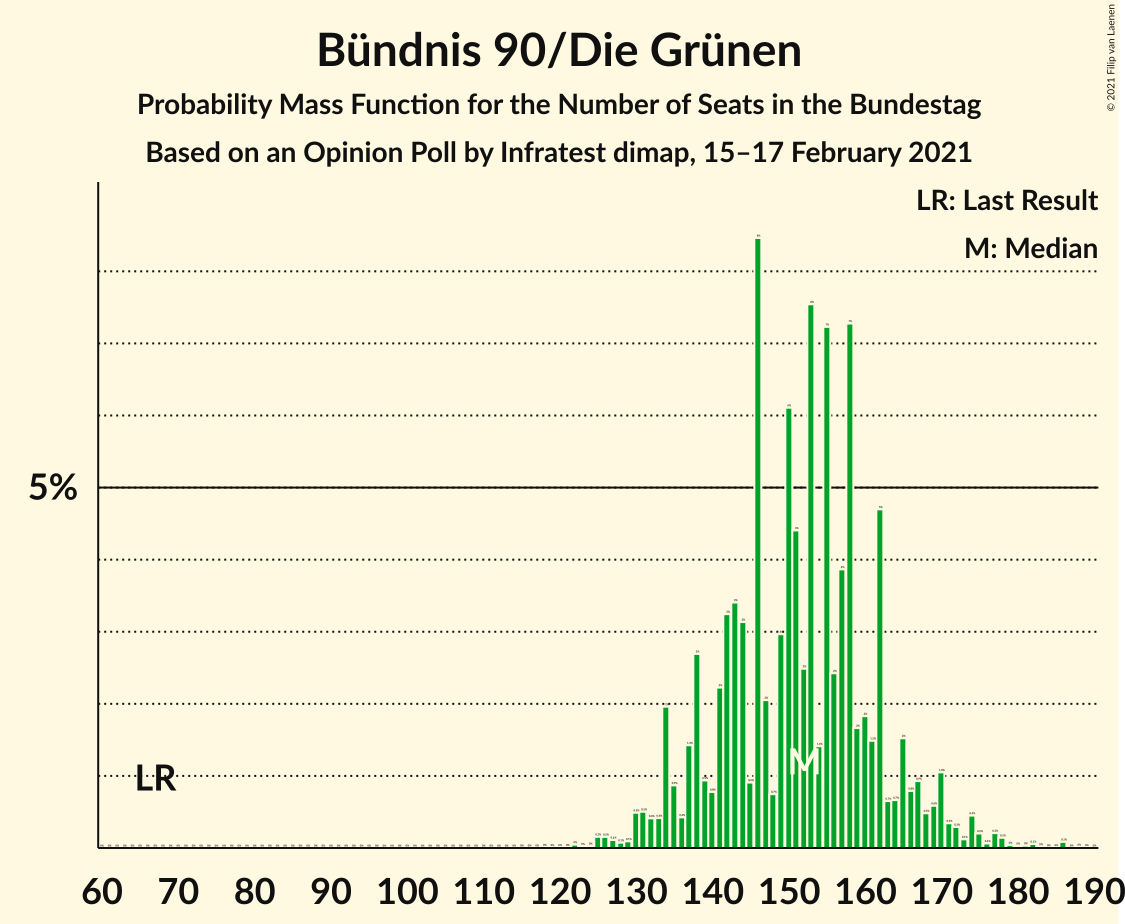 Bündnis 90/Die Grünen
Probability Mass Function for the Number of Seats in the Bundestag
Based on an Opinion Poll by Infratest dimap, 15–17 February 2021
© 2021 Filip van Laenen
LR: Last Result
M: Median
5%
LR
M
60 70 80 90 100 110 120 130 140 150 160 170 180 190